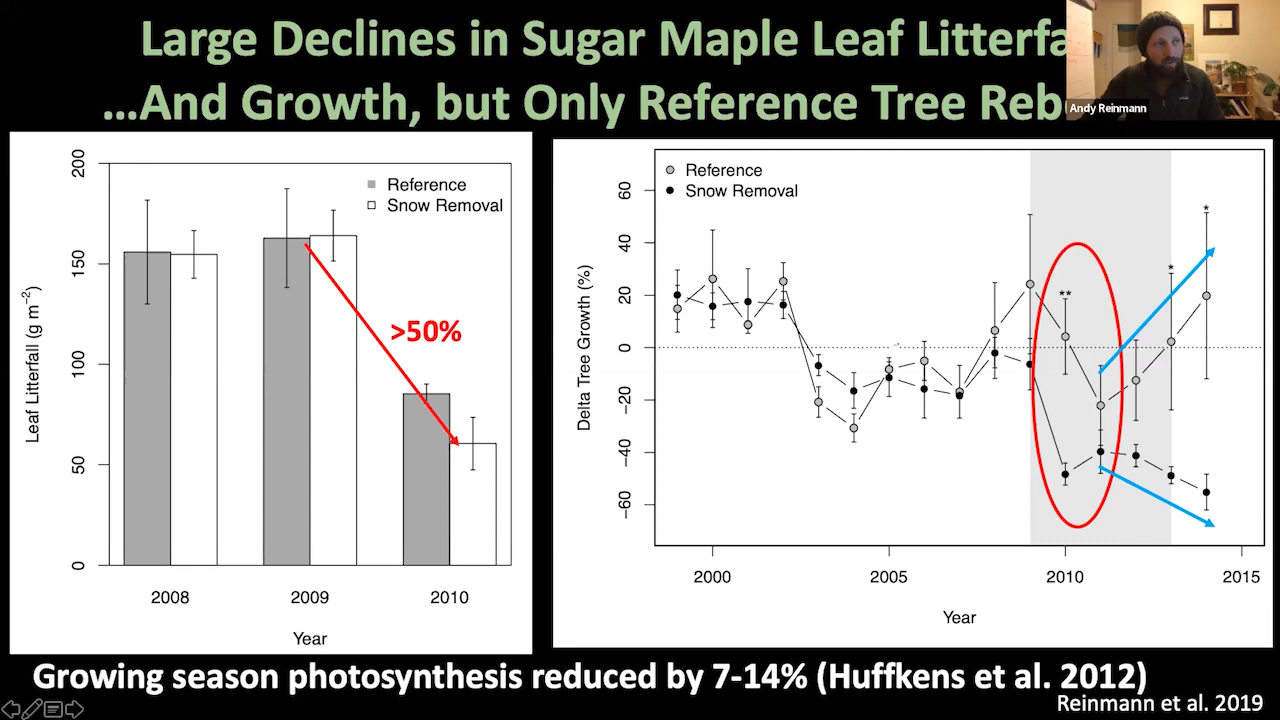 Large Declines in Sugar Maple Leaf
…And Growth, but Only Reference Tree
Andy Reinmann
Reference
Snow Removal
Leaf Litterfall (g m⁻²)
200
150
100
50
0
>50%
2008 2009 2010
Year
Reference
Snow Removal
Delta Tree Growth (%)
60
40
20
0
−20
−40
−60
**
*
*
2000 2005 2010 2015
Year
Growing season photosynthesis reduced by 7-14% (Huffkens et al. 2012)
Reinmann et al. 2019